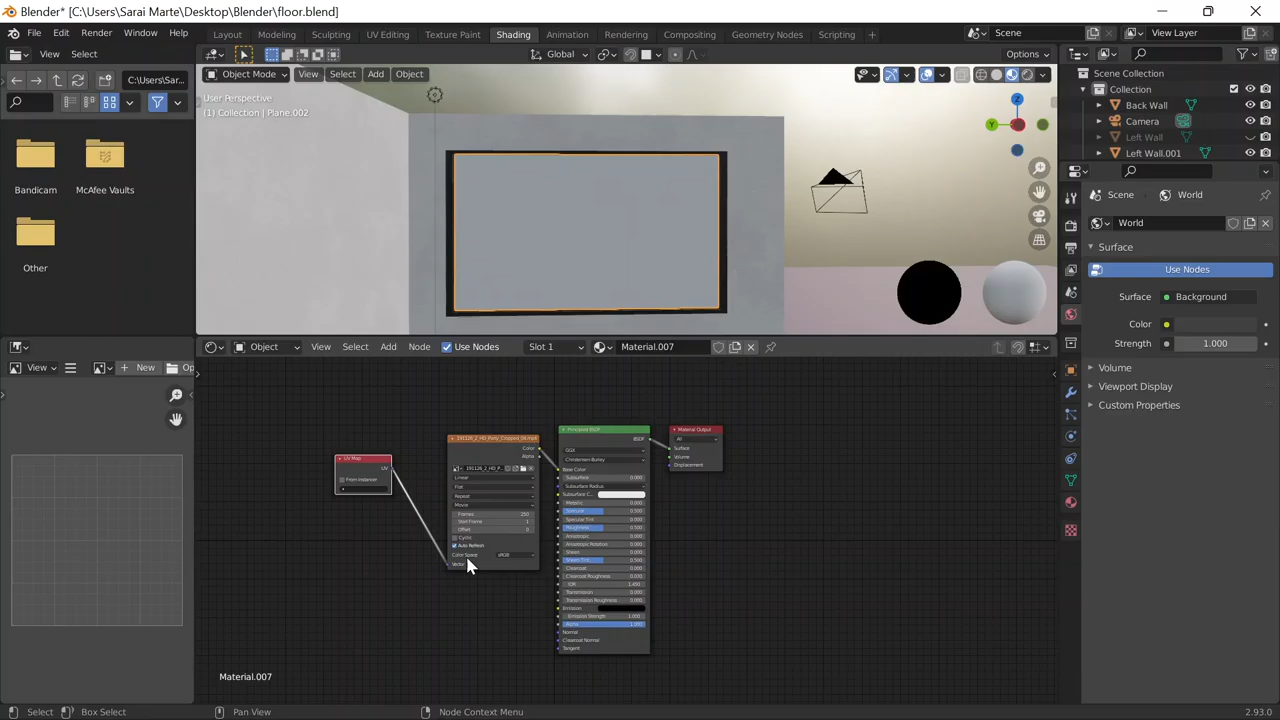 Blender* [C:\Users\Sarai Marte\Desktop\Blender\floor.blend]
File Edit Render Window Help Layout Modeling Sculpting UV Editing Texture Paint Shading Animation Rendering Compositing Geometry Nodes Scripting + Scene View Layer
View Select Global Options
C:\Users\Sar... Object Mode View Select Add Object
User Perspective
(1) Collection | Plane.002
Z
Y
Bandicam McAfee Vaults
Other
Scene Collection
Collection
Back Wall
Camera
Left Wall
Left Wall.001
Scene World
World
Surface
Use Nodes
Surface Background
Color
Strength 1.000
Volume
Viewport Display
Custom Properties
View New Op
Object View Select Add Node Use Nodes Slot 1 Material.007
UV Map
UV
From Instancer
191126_2_HD_Party_Cropped_04.mp4
Color
Alpha
191126_2_HD_P...
Linear
Flat
Repeat
Movie
Frames 250
Start Frame 1
Offset 0
Cyclic
Auto Refresh
Color Space sRGB
Vector
Principled BSDF
BSDF
GGX
Christensen-Burley
Base Color
Subsurface 0.000
Subsurface Radius
Subsurface C...
Metallic 0.000
Specular 0.500
Specular Tint 0.000
Roughness 0.500
Anisotropic 0.000
Anisotropic Rotation 0.000
Sheen 0.000
Sheen Tint 0.500
Clearcoat 0.000
Clearcoat Roughness 0.030
IOR 1.450
Transmission 0.000
Transmission Roughness 0.000
Emission
Emission Strength 1.000
Alpha 1.000
Normal
Clearcoat Normal
Tangent
Material Output
All
Surface
Volume
Displacement
Material.007
Select Box Select Pan View Node Context Menu 2.93.0